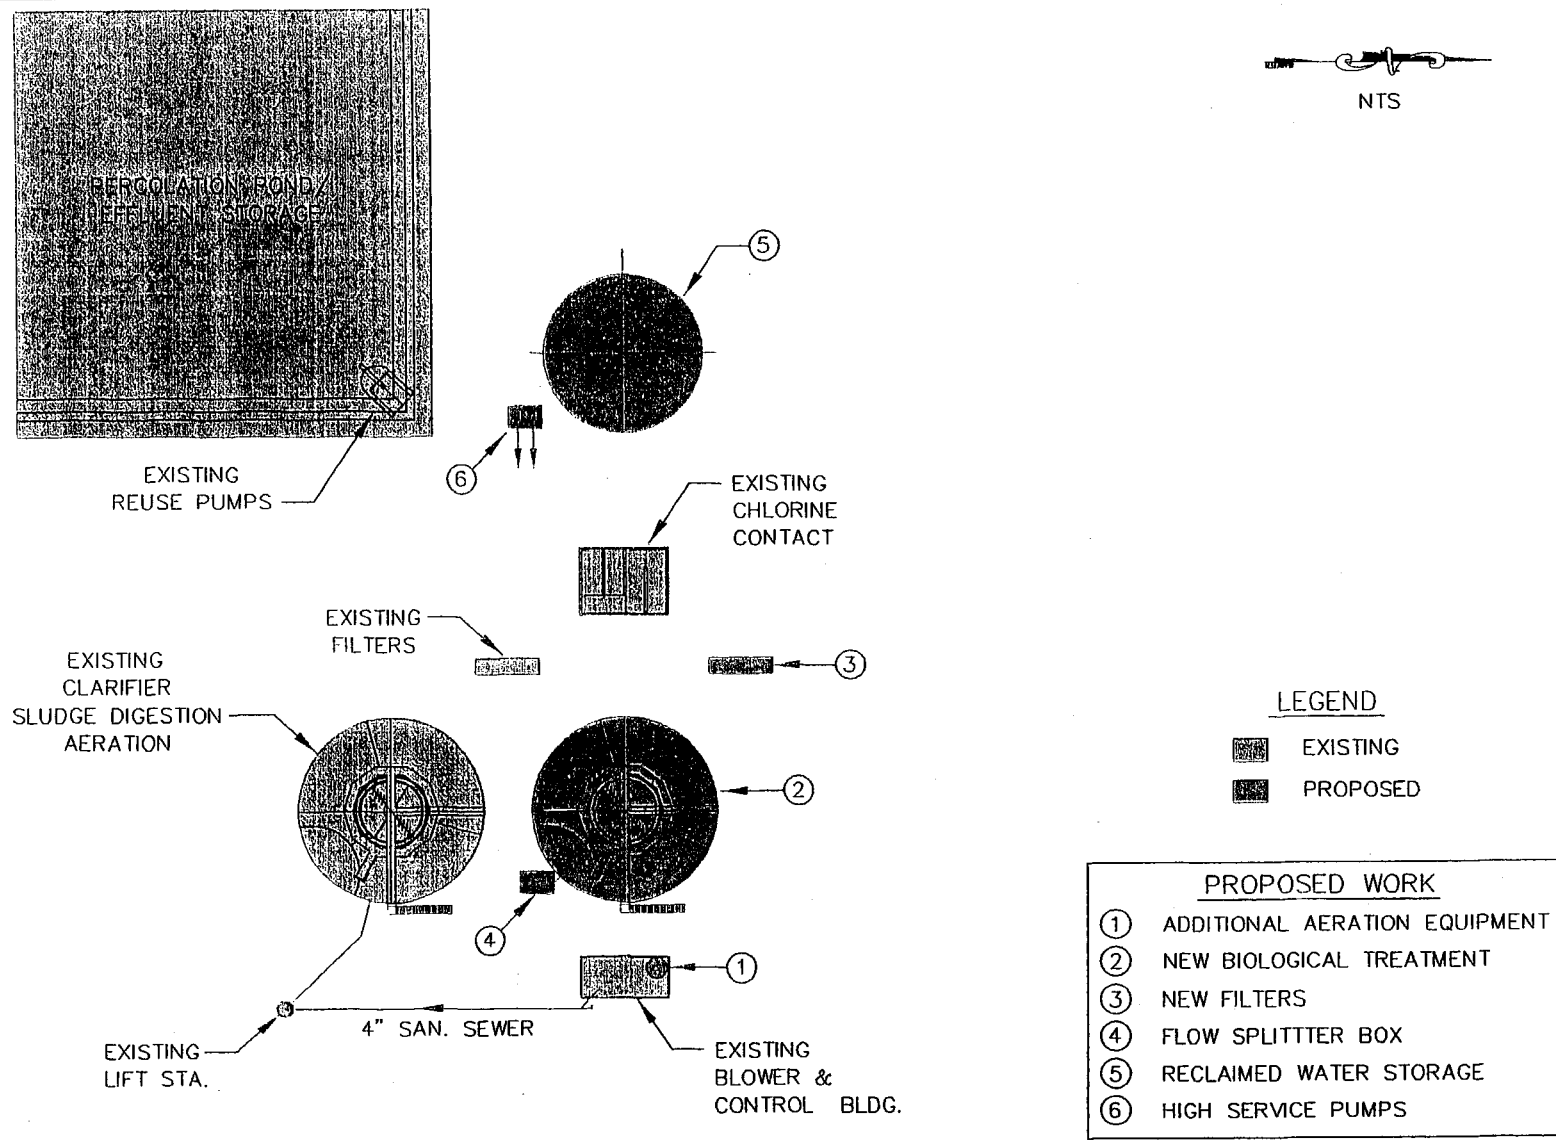 NTS
PERCOLATION POND/
EFFLUENT STORAGE
5
6
EXISTING
REUSE PUMPS
EXISTING
CHLORINE
CONTACT
EXISTING
FILTERS
3
EXISTING
CLARIFIER
SLUDGE DIGESTION
AERATION
2
4
1
4" SAN. SEWER
EXISTING
LIFT STA.
EXISTING
BLOWER &
CONTROL BLDG.
LEGEND
EXISTING
PROPOSED
PROPOSED WORK
1 ADDITIONAL AERATION EQUIPMENT
2 NEW BIOLOGICAL TREATMENT
3 NEW FILTERS
4 FLOW SPLITTTER BOX
5 RECLAIMED WATER STORAGE
6 HIGH SERVICE PUMPS